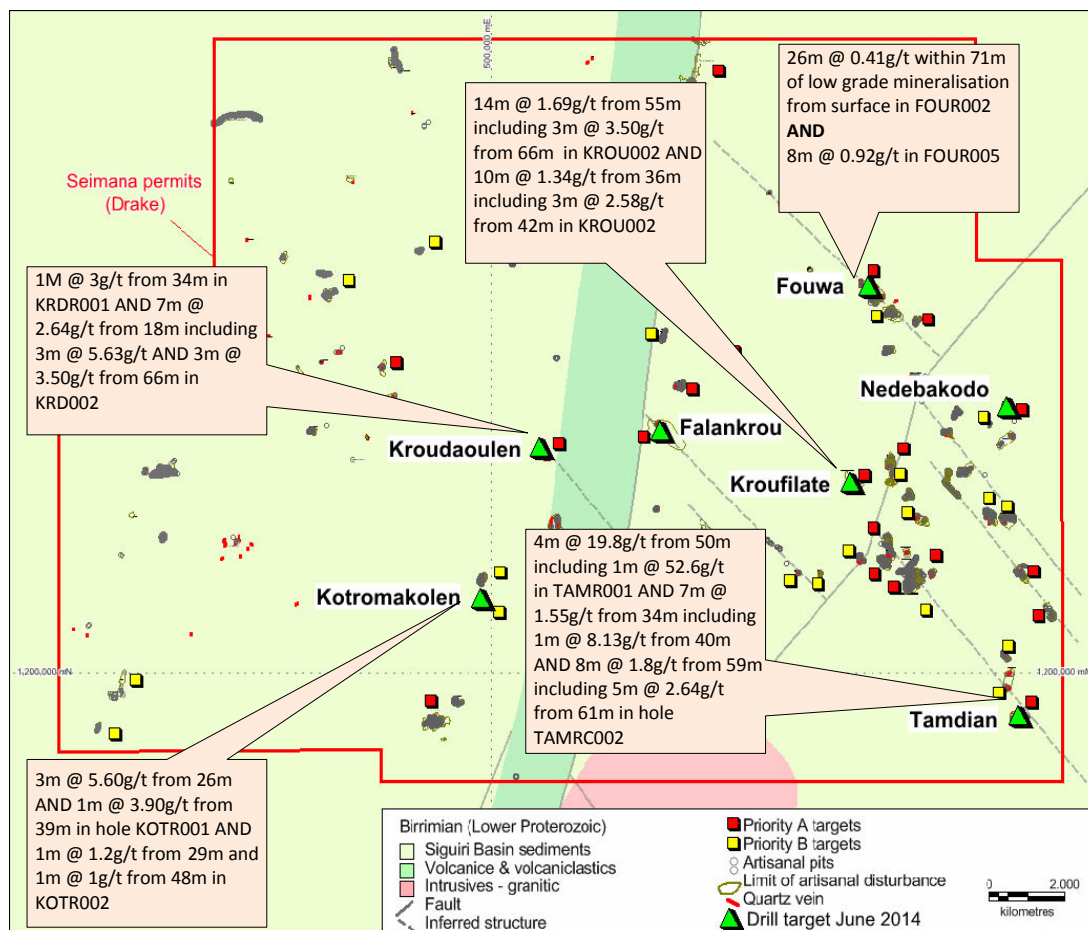 500,000 mE
26m @ 0.41g/t within 71m
of low grade mineralisation
from surface in FOUR002
AND
8m @ 0.92g/t in FOUR005
14m @ 1.69g/t from 55m
including 3m @ 3.50g/t
from 66m in KROU002 AND
10m @ 1.34g/t from 36m
including 3m @ 2.58g/t
from 42m in KROU002
Seimana permits
(Drake)
1M @ 3g/t from 34m in
KRDR001 AND 7m @
2.64g/t from 18m including
3m @ 5.63g/t AND 3m @
3.50g/t from 66m in
KRD002
Fouwa
Nedebakodo
Falankrou
Kroudaoulen
Kroufilate
4m @ 19.8g/t from 50m
including 1m @ 52.6g/t
in TAMR001 AND 7m @
1.55g/t from 34m including
1m @ 8.13g/t from 40m
AND 8m @ 1.8g/t from 59m
including 5m @ 2.64g/t
from 61m in hole
TAMRC002
Kotromakolen
1,200,000 mN
1,200,000 mN
Tamdian
3m @ 5.60g/t from 26m
AND 1m @ 3.90g/t from
39m in hole KOTR001 AND
1m @ 1.2g/t from 29m and
1m @ 1g/t from 48m in
KOTR002
Birrimian (Lower Proterozoic)
Siguiri Basin sediments
Volcanice & volcaniclastics
Intrusives - granitic
Fault
Inferred structure
Priority A targets
Priority B targets
Artisanal pits
Limit of artisanal disturbance
Quartz vein
Drill target June 2014
0 2.000
kilometres